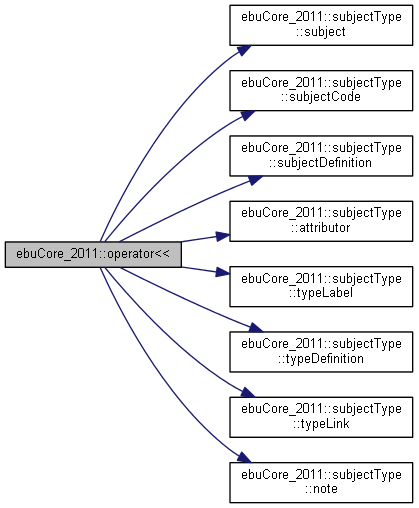 ebuCore_2011::subjectType
::subject
ebuCore_2011::subjectType
::subjectCode
ebuCore_2011::subjectType
::subjectDefinition
ebuCore_2011::subjectType
::attributor
ebuCore_2011::operator<<
ebuCore_2011::subjectType
::typeLabel
ebuCore_2011::subjectType
::typeDefinition
ebuCore_2011::subjectType
::typeLink
ebuCore_2011::subjectType
::note